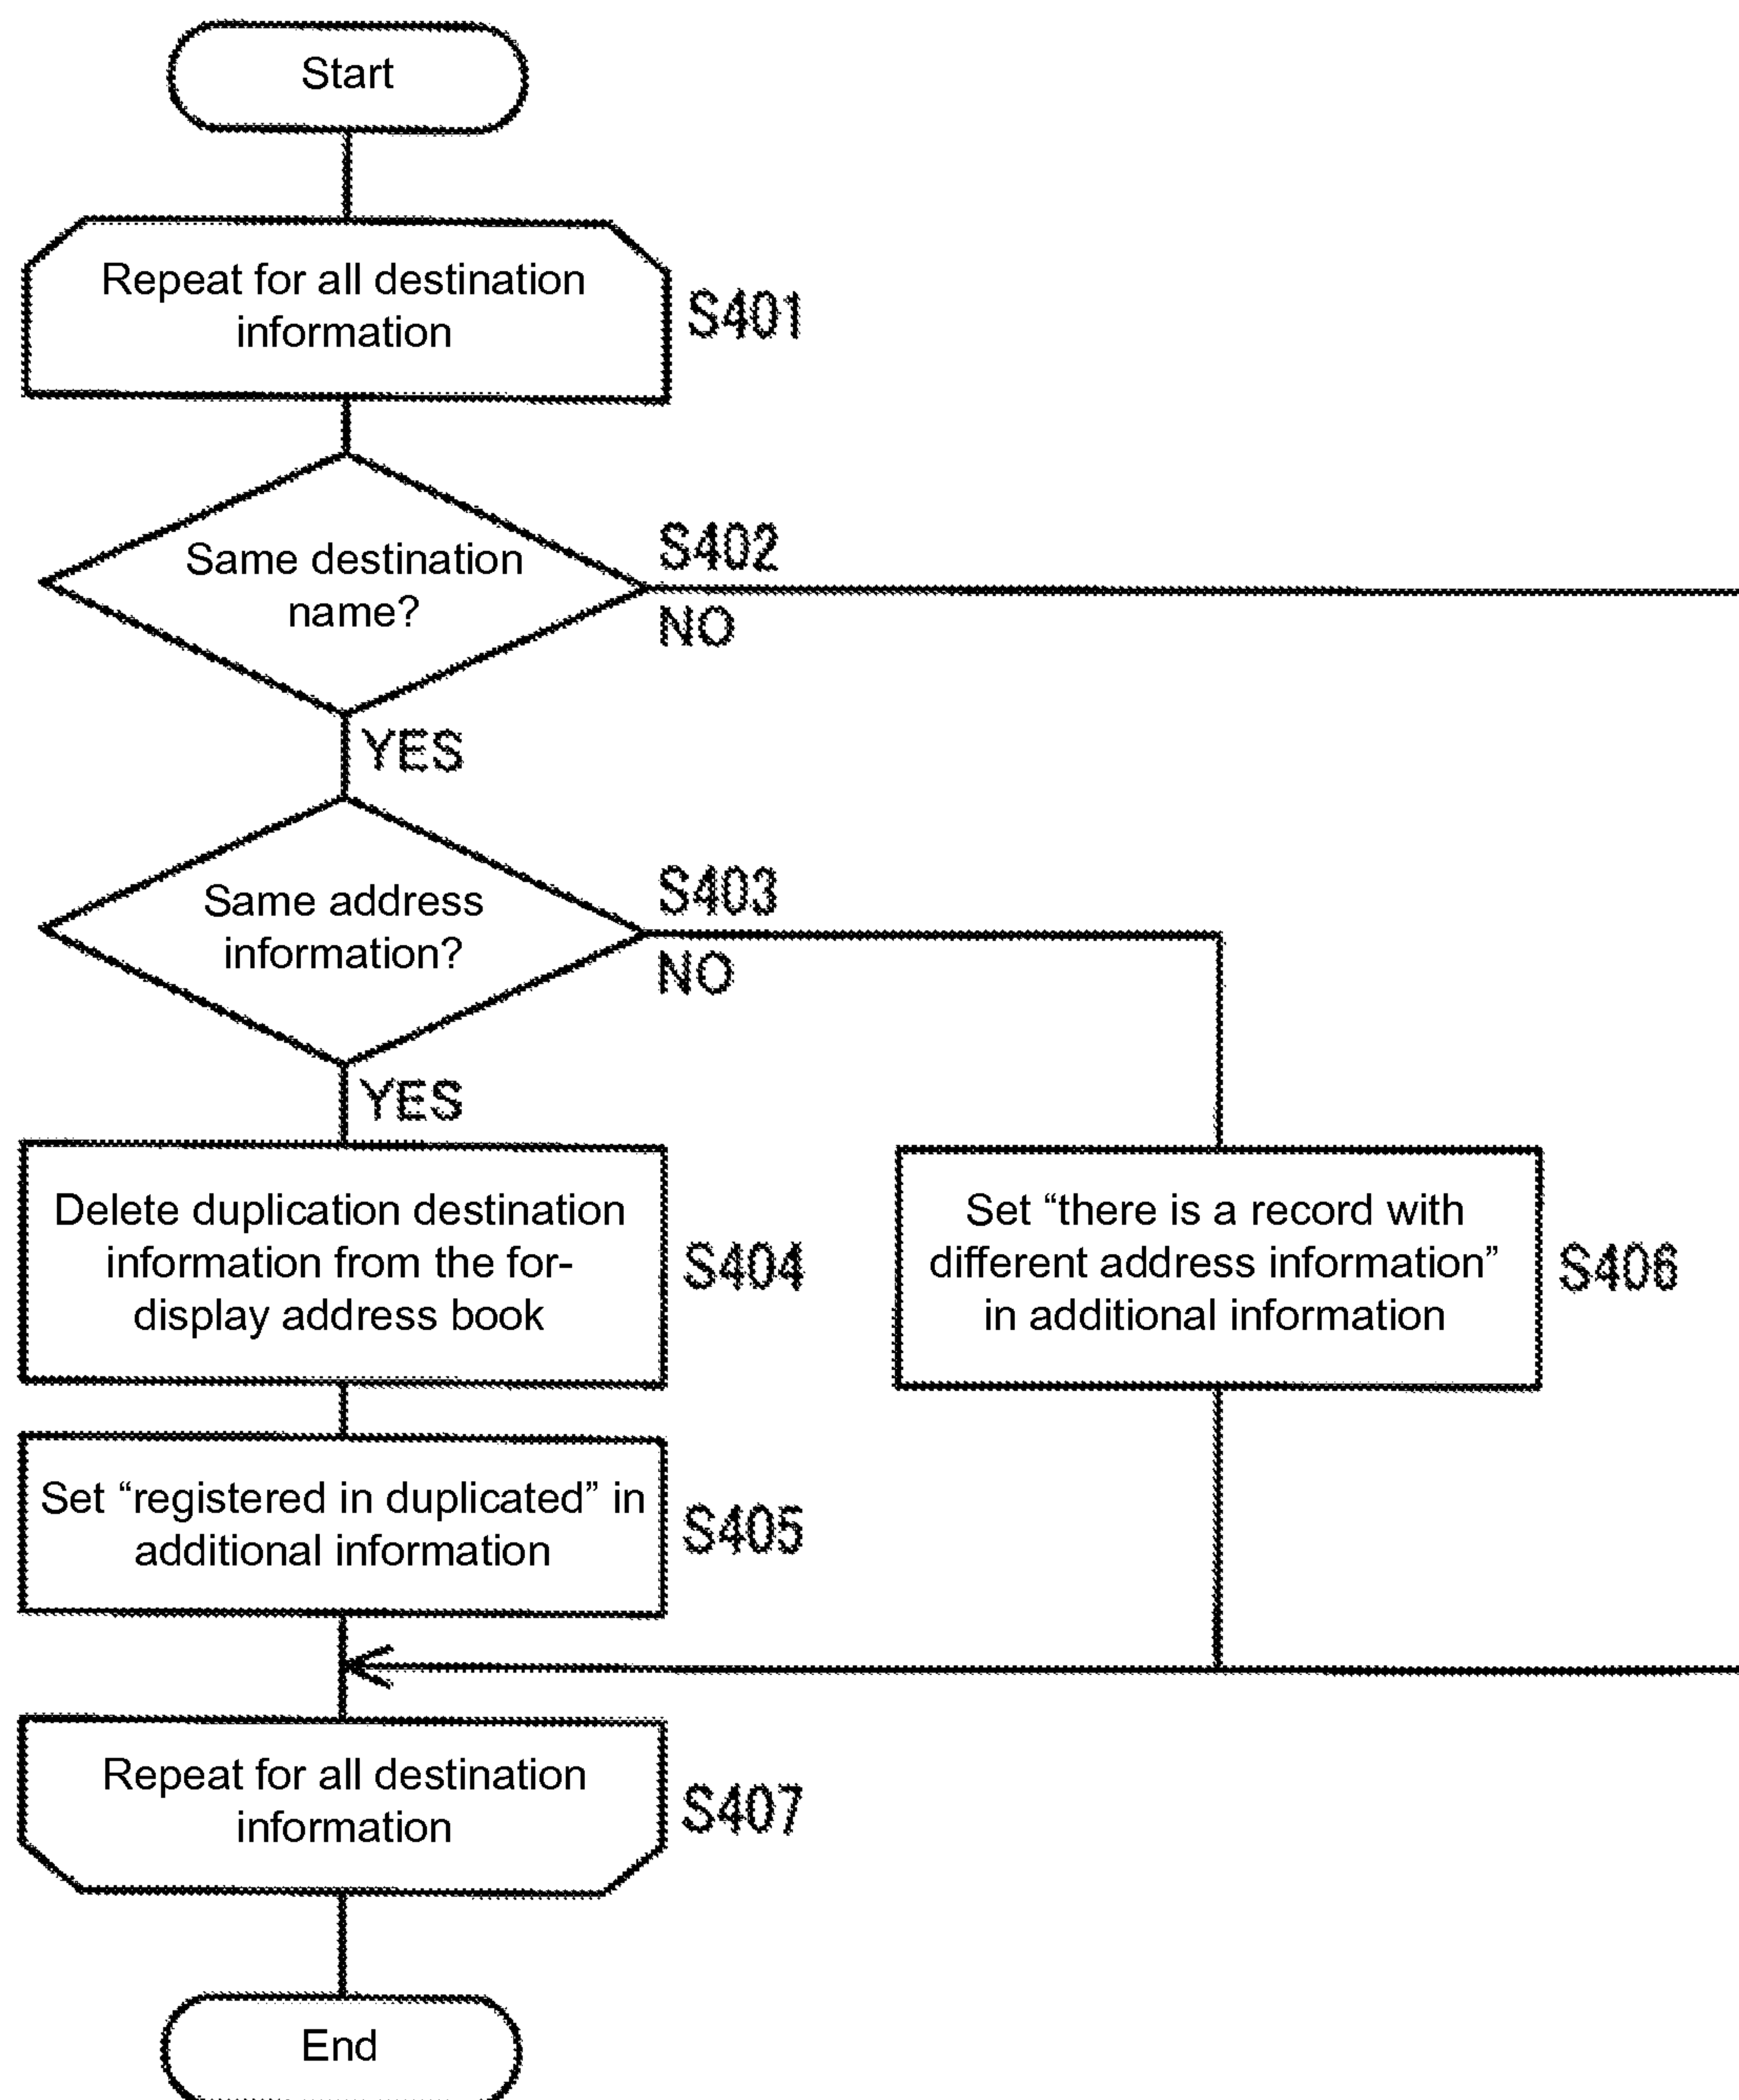 Start
Repeat for all destination
information
S401
Same destination
name?
S402
NO
YES
Same address
information?
S403
NO
YES
Delete duplication destination
information from the for-
display address book
S404
Set “there is a record with
different address information”
in additional information
S406
Set “registered in duplicated” in
additional information
S405
Repeat for all destination
information
S407
End